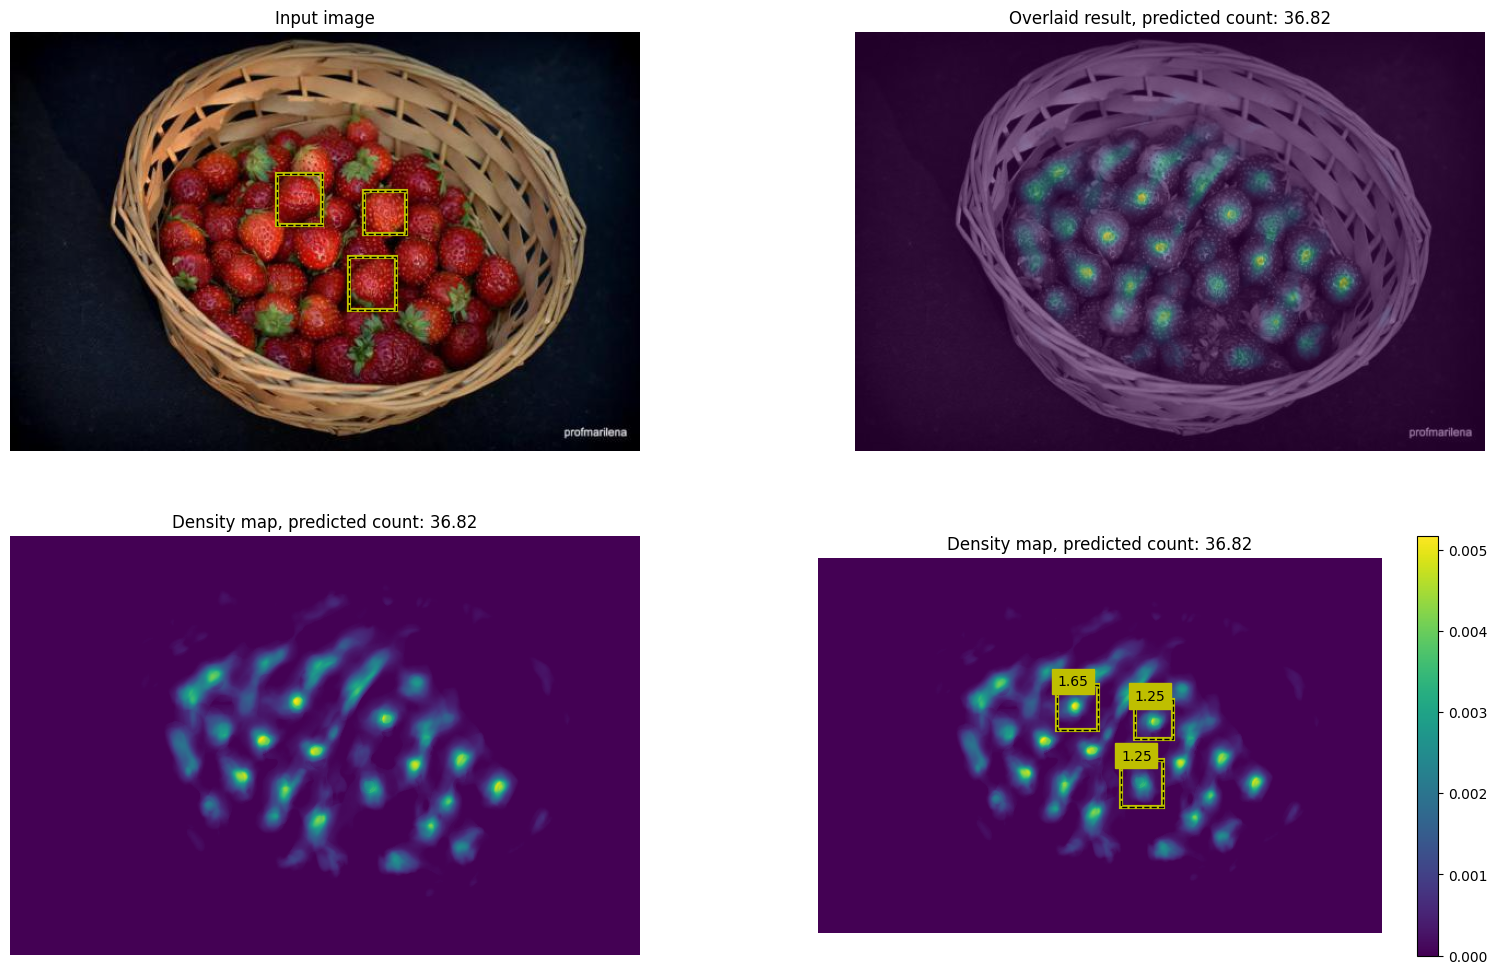 Input image
Overlaid result, predicted count: 36.82
profmarilena
profmarilena
Density map, predicted count: 36.82
Density map, predicted count: 36.82
1.65
1.25
1.25
0.005
0.004
0.003
0.002
0.001
0.000